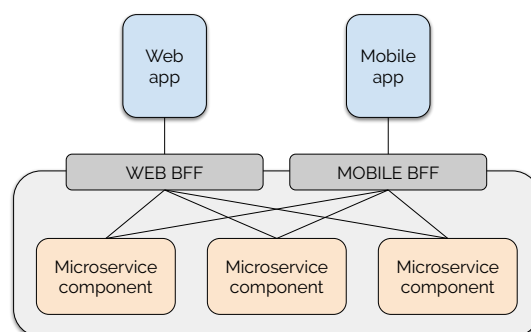 Web
app
Mobile
app
WEB BFF
MOBILE BFF
Microservice
component
Microservice
component
Microservice
component